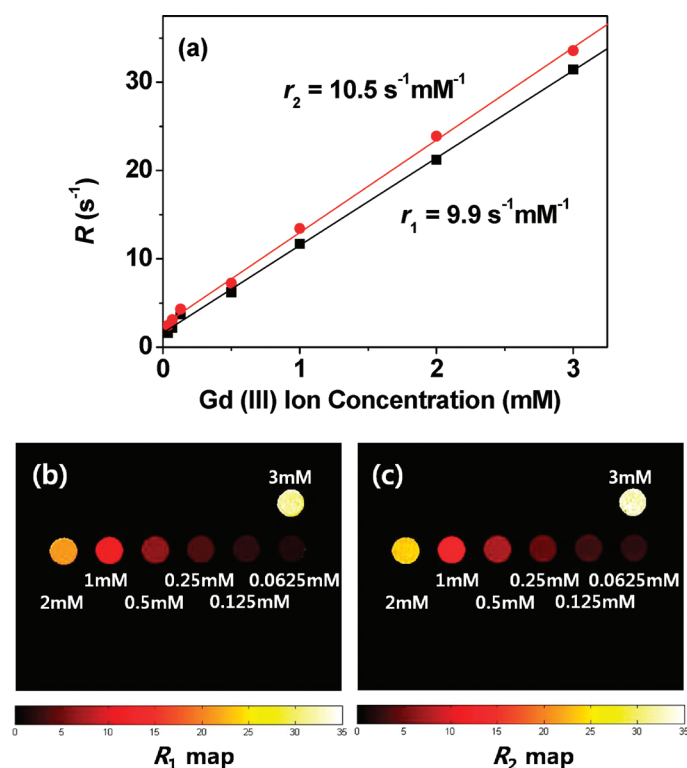 (a)
r₂ = 10.5 s⁻¹mM⁻¹
r₁ = 9.9 s⁻¹mM⁻¹
R (s⁻¹)
30
20
10
0
0 1 2 3
Gd (III) Ion Concentration (mM)
(b)
3mM
1mM 0.25mM 0.0625mM
2mM 0.5mM 0.125mM
0 5 10 15 20 25 30 35
R₁ map
(c)
3mM
1mM 0.25mM 0.0625mM
2mM 0.5mM 0.125mM
0 5 10 15 20 25 30 35
R₂ map